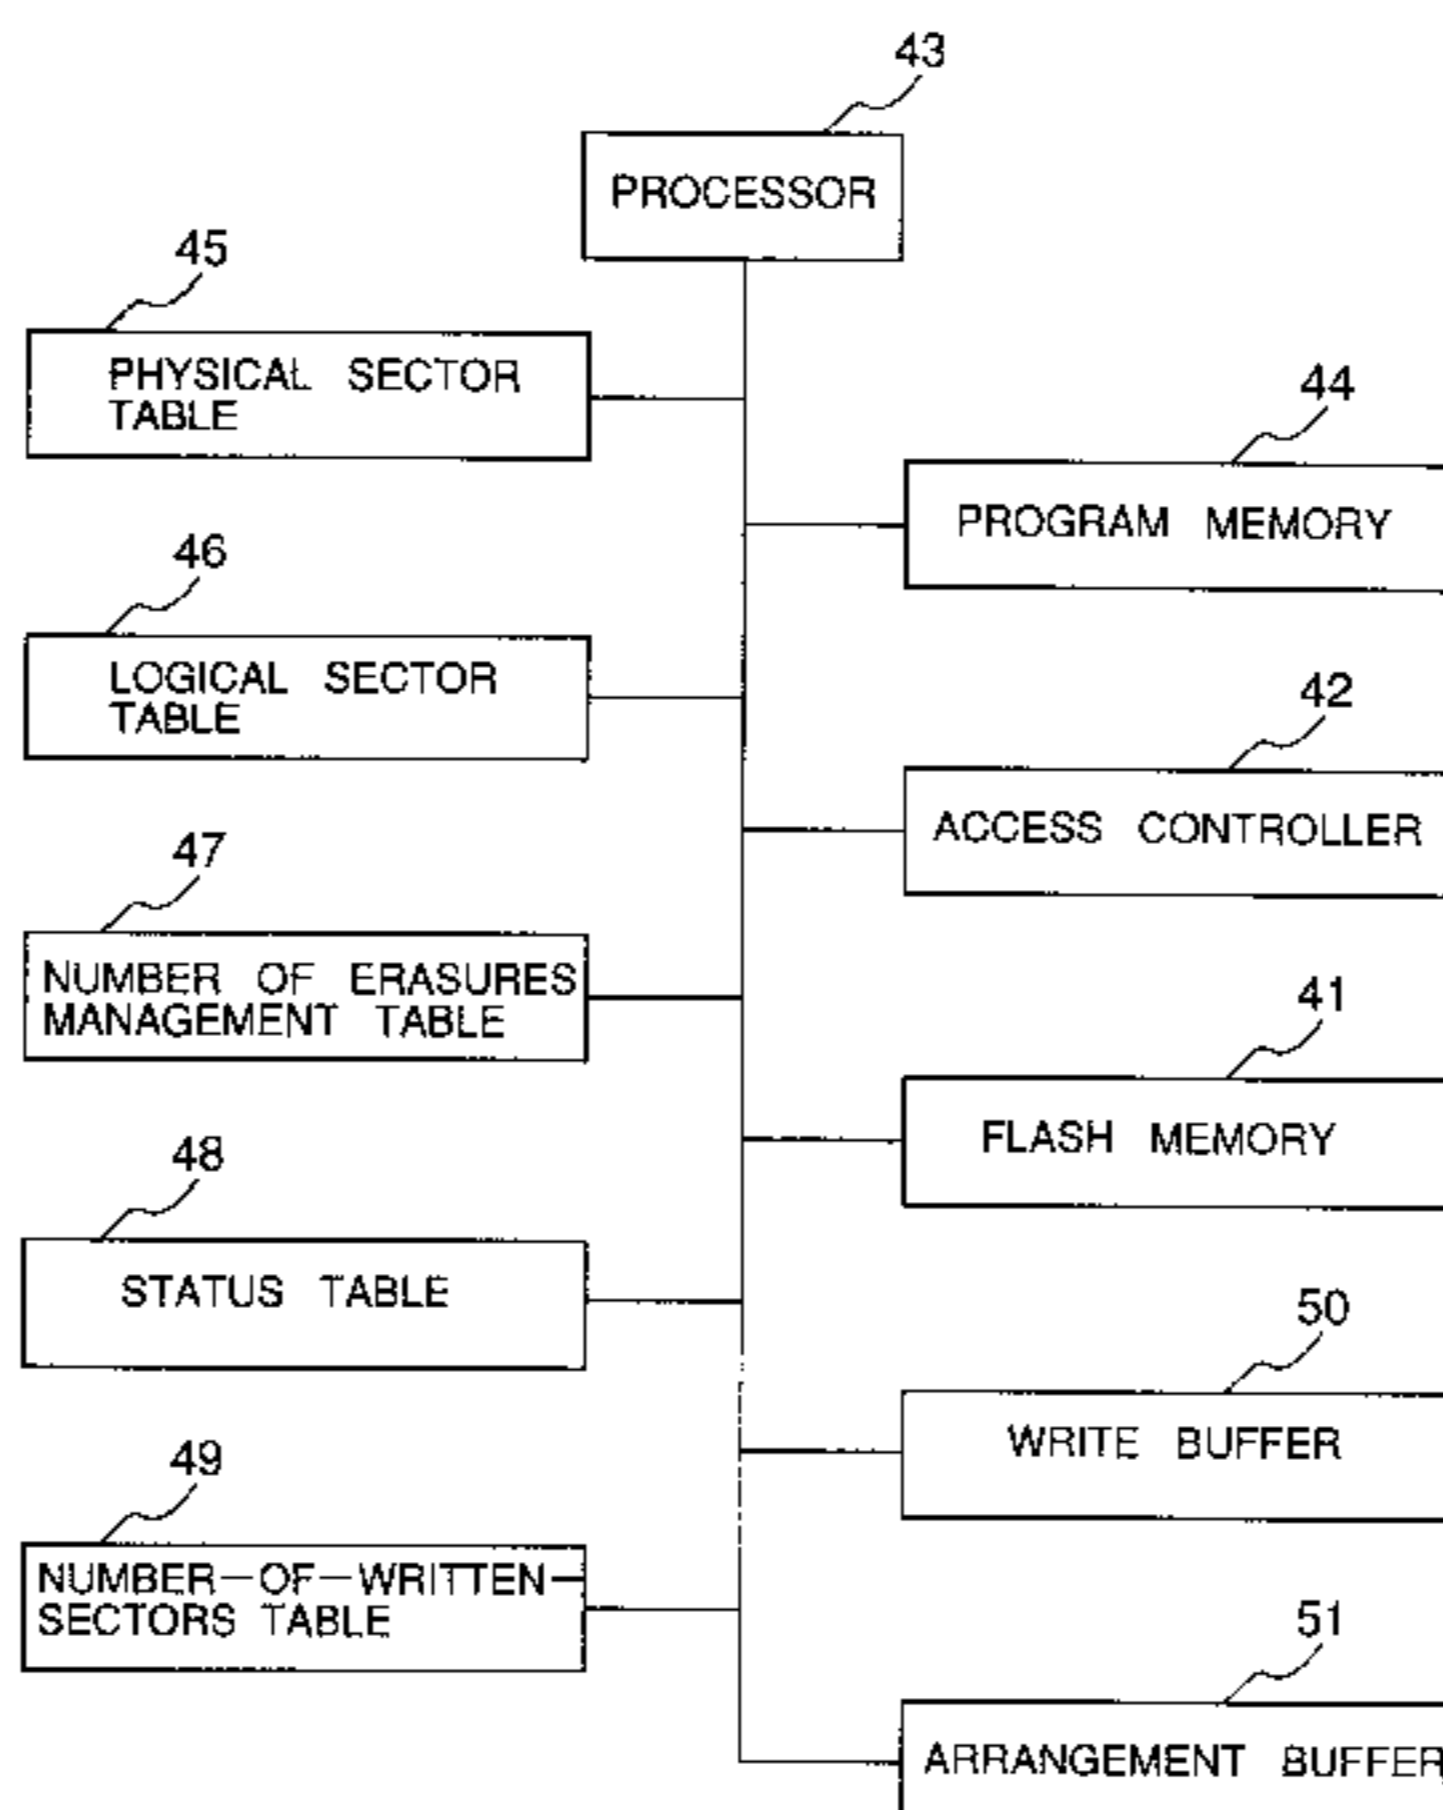 43
PROCESSOR
45
PHYSICAL SECTOR
TABLE
44
PROGRAM MEMORY
46
LOGICAL SECTOR
TABLE
42
ACCESS CONTROLLER
47
NUMBER OF ERASURES
MANAGEMENT TABLE
41
FLASH MEMORY
48
STATUS TABLE
50
WRITE BUFFER
49
NUMBER-OF-WRITTEN-
SECTORS TABLE
51
ARRANGEMENT BUFFER